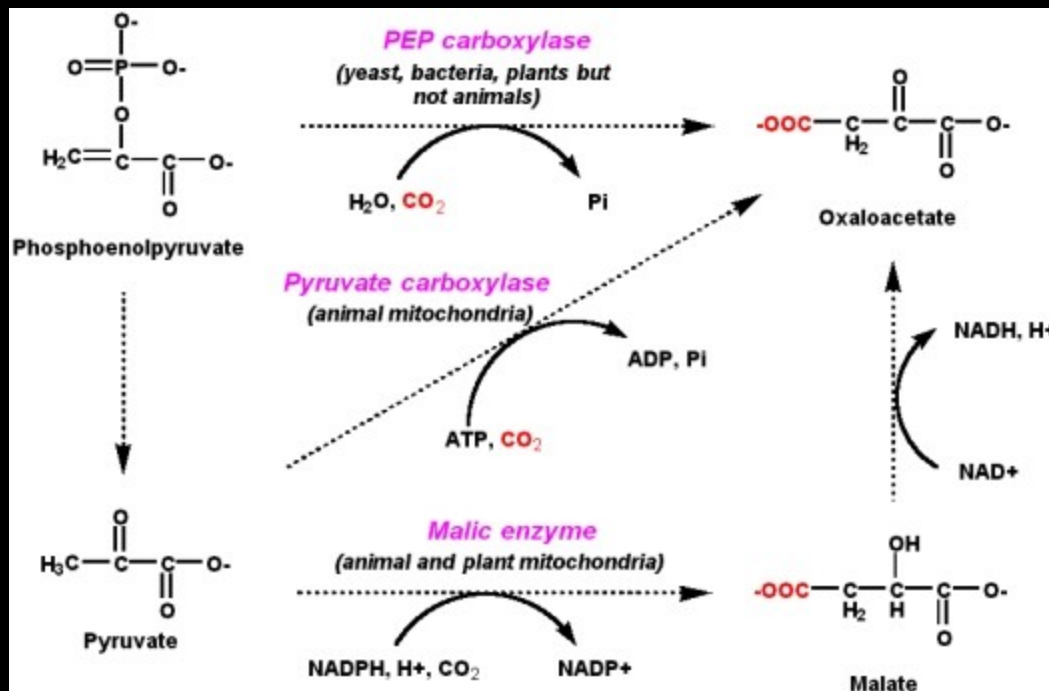 O-
O=P-O-
O
H2C=C-C-O-
O
Phosphoenolpyruvate
PEP carboxylase
(yeast, bacteria, plants but
not animals)
H2O, CO2
Pi
O
-OOC-C-C-C-O-
H2
O
Oxaloacetate
Pyruvate carboxylase
(animal mitochondria)
ADP, Pi
ATP, CO2
NADH, H+
NAD+
O
H3C-C-C-O-
O
Pyruvate
Malic enzyme
(animal and plant mitochondria)
NADPH, H+, CO2
NADP+
OH
-OOC-C-C-C-O-
H2 H
O
Malate